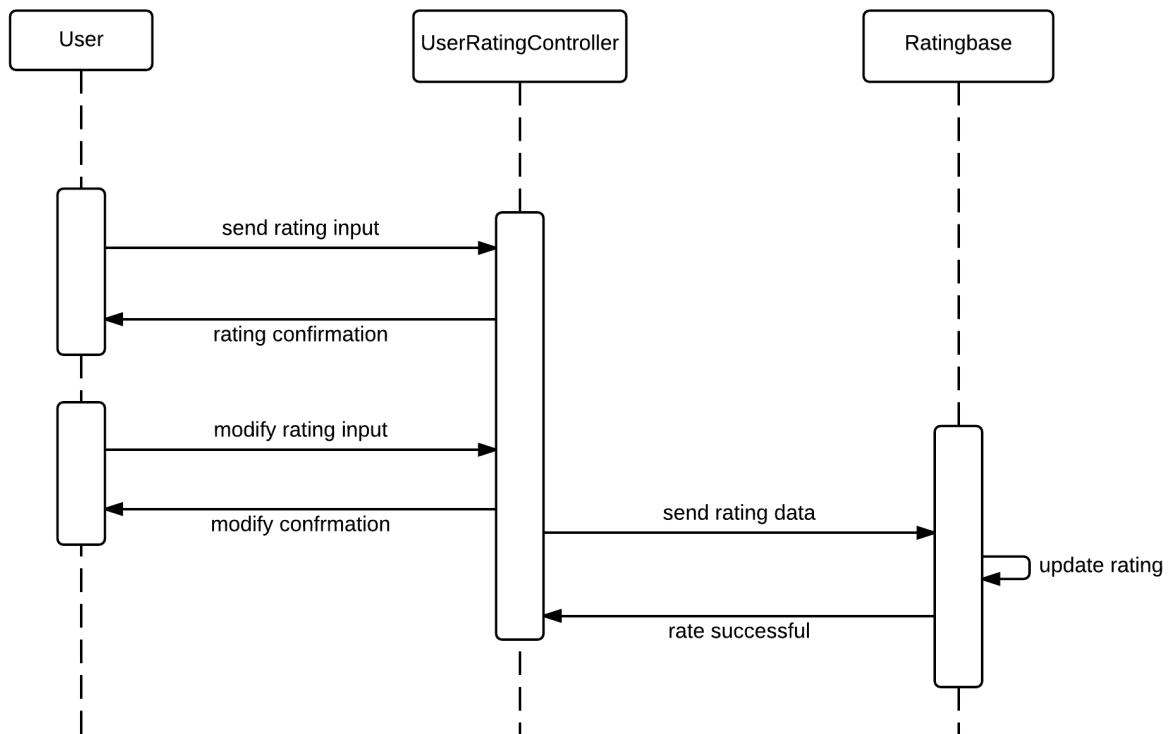 User
UserRatingController
Ratingbase
send rating input
rating confirmation
modify rating input
modify confrmation
send rating data
update rating
rate successful